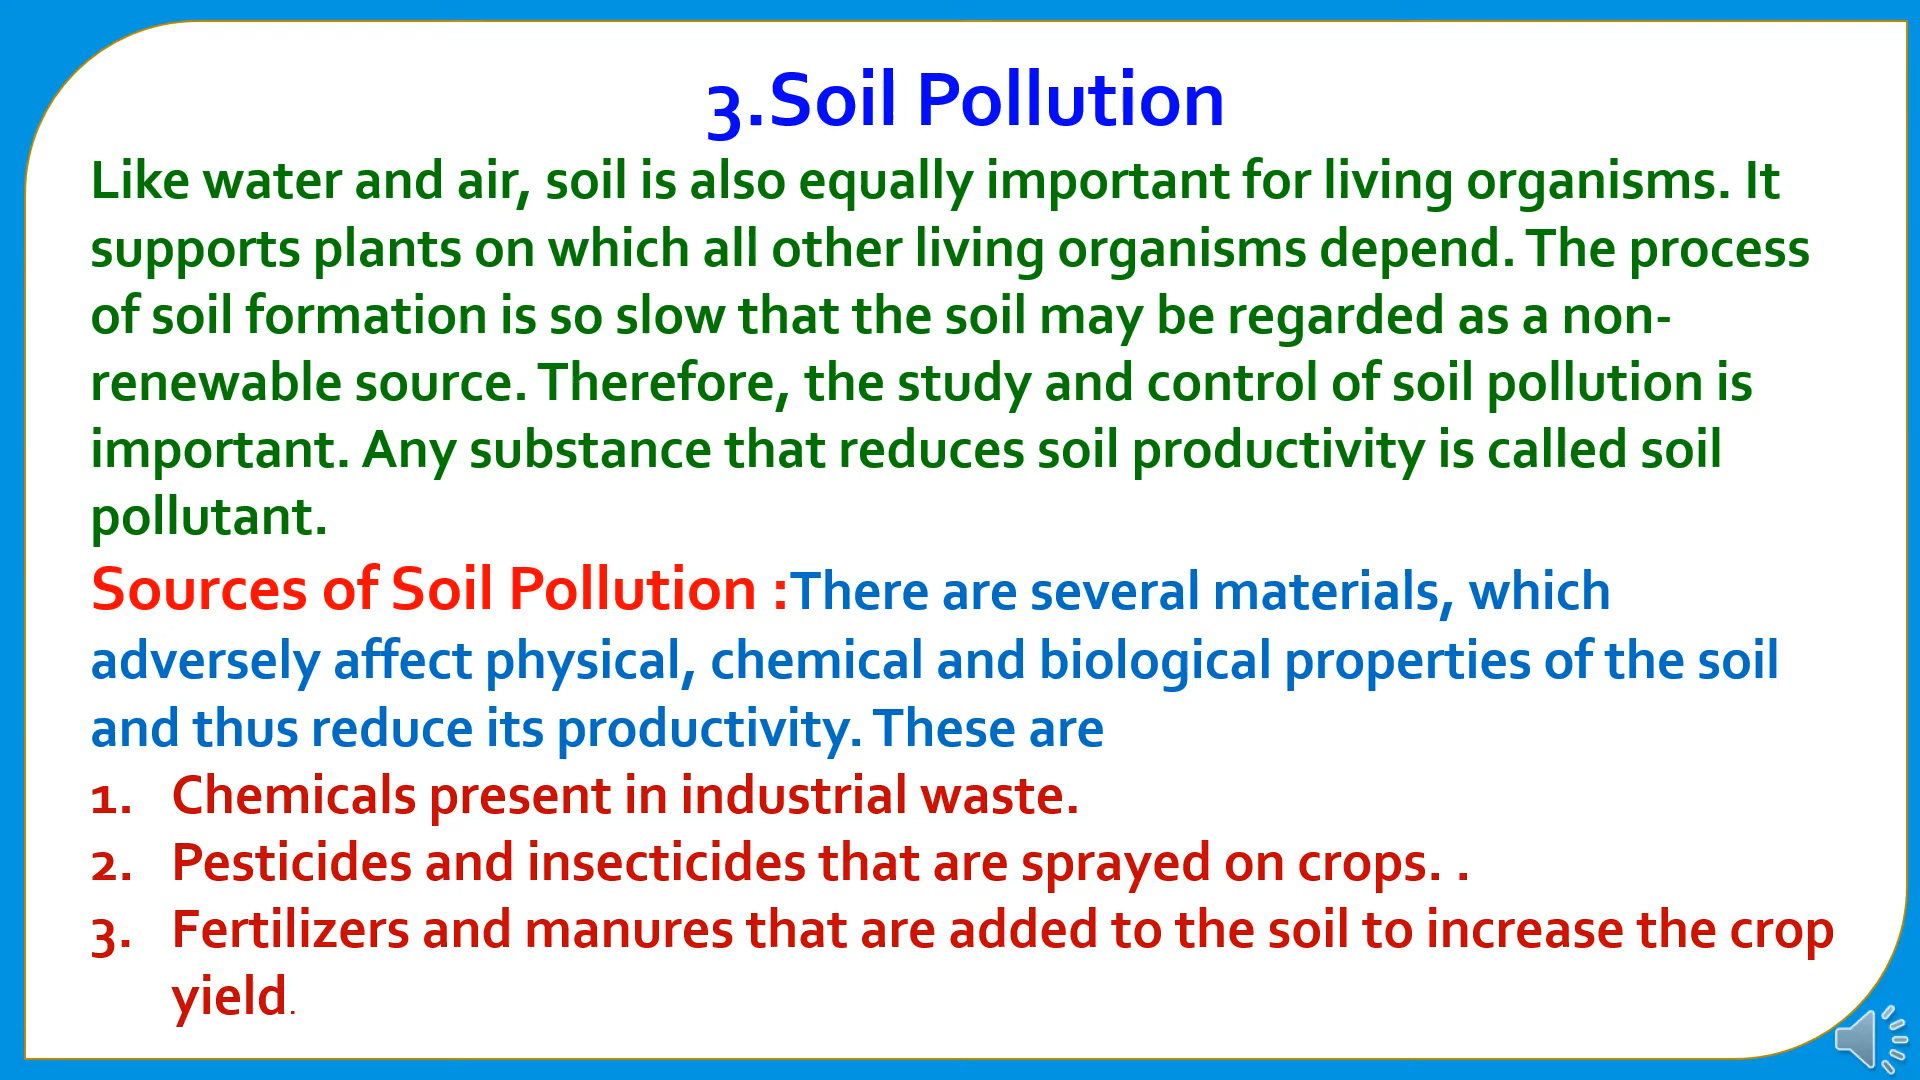 3.Soil Pollution
Like water and air, soil is also equally important for living organisms. It
supports plants on which all other living organisms depend. The process
of soil formation is so slow that the soil may be regarded as a non-
renewable source. Therefore, the study and control of soil pollution is
important. Any substance that reduces soil productivity is called soil
pollutant.
Sources of Soil Pollution :There are several materials, which
adversely affect physical, chemical and biological properties of the soil
and thus reduce its productivity. These are
1. Chemicals present in industrial waste.
2. Pesticides and insecticides that are sprayed on crops. .
3. Fertilizers and manures that are added to the soil to increase the crop
yield.